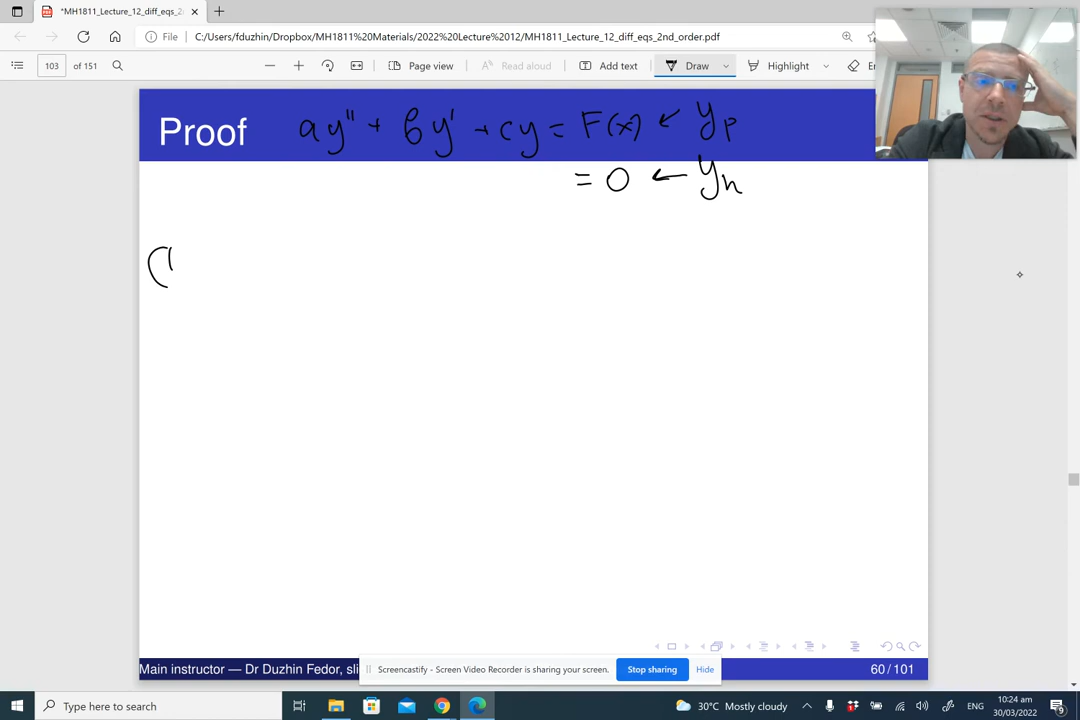 *MH1811_Lecture_12_diff_eqs_2
File C:/Users/fduzhin/Dropbox/MH1811%20Materials/2022%20Lecture%2012/MH1811_Lecture_12_diff_eqs_2nd_order.pdf
103 of 151 Page view Read aloud Add text Draw Highlight
Proof ay'' + by' + cy = F(x) ← yp
= 0 ← yh
(1
Main instructor — Dr Duzhin Fedor, 60 / 101
Screencastify - Screen Video Recorder is sharing your screen. Stop sharing Hide
Type here to search 30°C Mostly cloudy ENG 10:24 am
30/03/2022